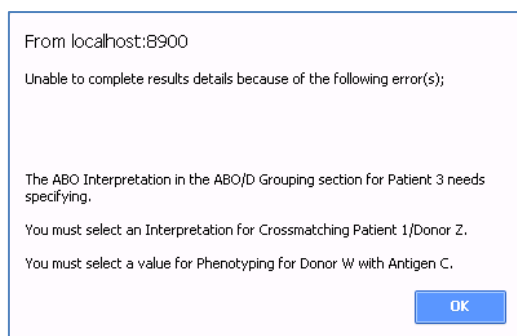 From localhost:8900
Unable to complete results details because of the following error(s);
The ABO Interpretation in the ABO/D Grouping section for Patient 3 needs
specifying.
You must select an Interpretation for Crossmatching Patient 1/Donor Z.
You must select a value for Phenotyping for Donor W with Antigen C.
OK